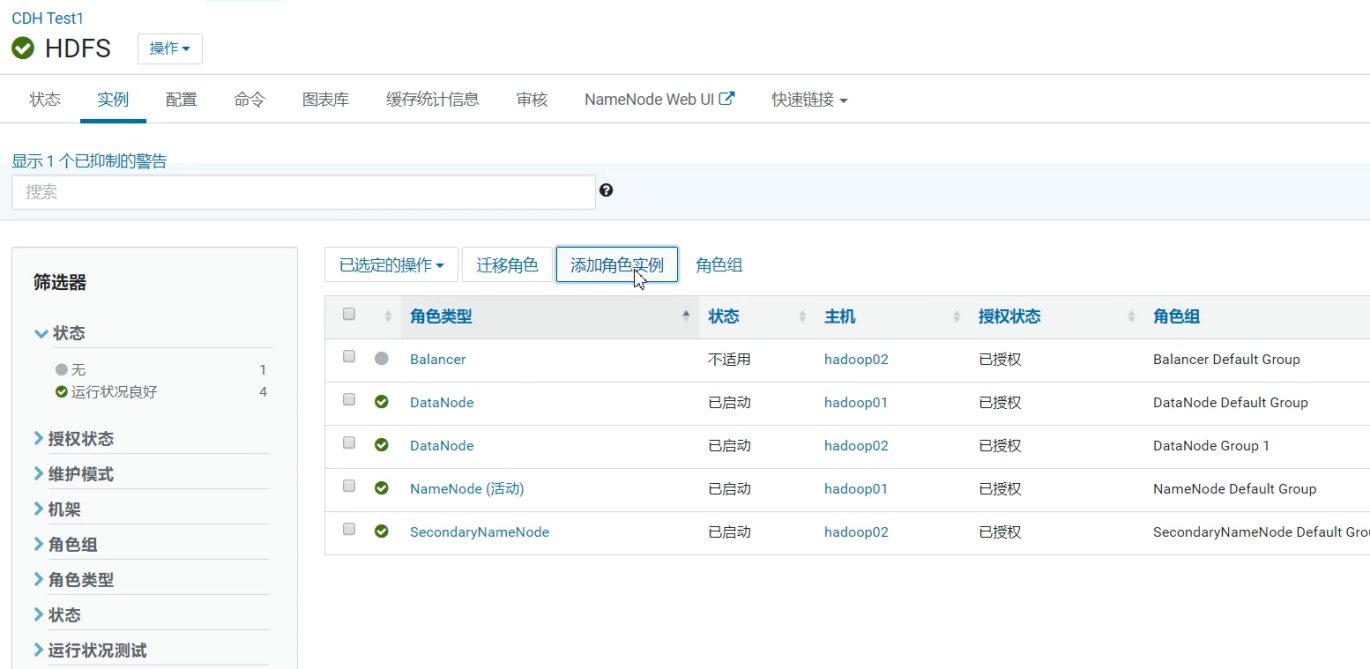 CDH Test1
HDFS 操作
状态 实例 配置 命令 图表库 缓存统计信息 审核 NameNode Web UI 快速链接
显示 1 个已抑制的警告
搜索
筛选器
状态
无 1
运行状况良好 4
授权状态
维护模式
机架
角色组
角色类型
状态
运行状况测试
已选定的操作 迁移角色 添加角色实例 角色组
角色类型 状态 主机 授权状态 角色组
Balancer 不适用 hadoop02 已授权 Balancer Default Group
DataNode 已启动 hadoop01 已授权 DataNode Default Group
DataNode 已启动 hadoop02 已授权 DataNode Group 1
NameNode (活动) 已启动 hadoop01 已授权 NameNode Default Group
SecondaryNameNode 已启动 hadoop02 已授权 SecondaryNameNode Default